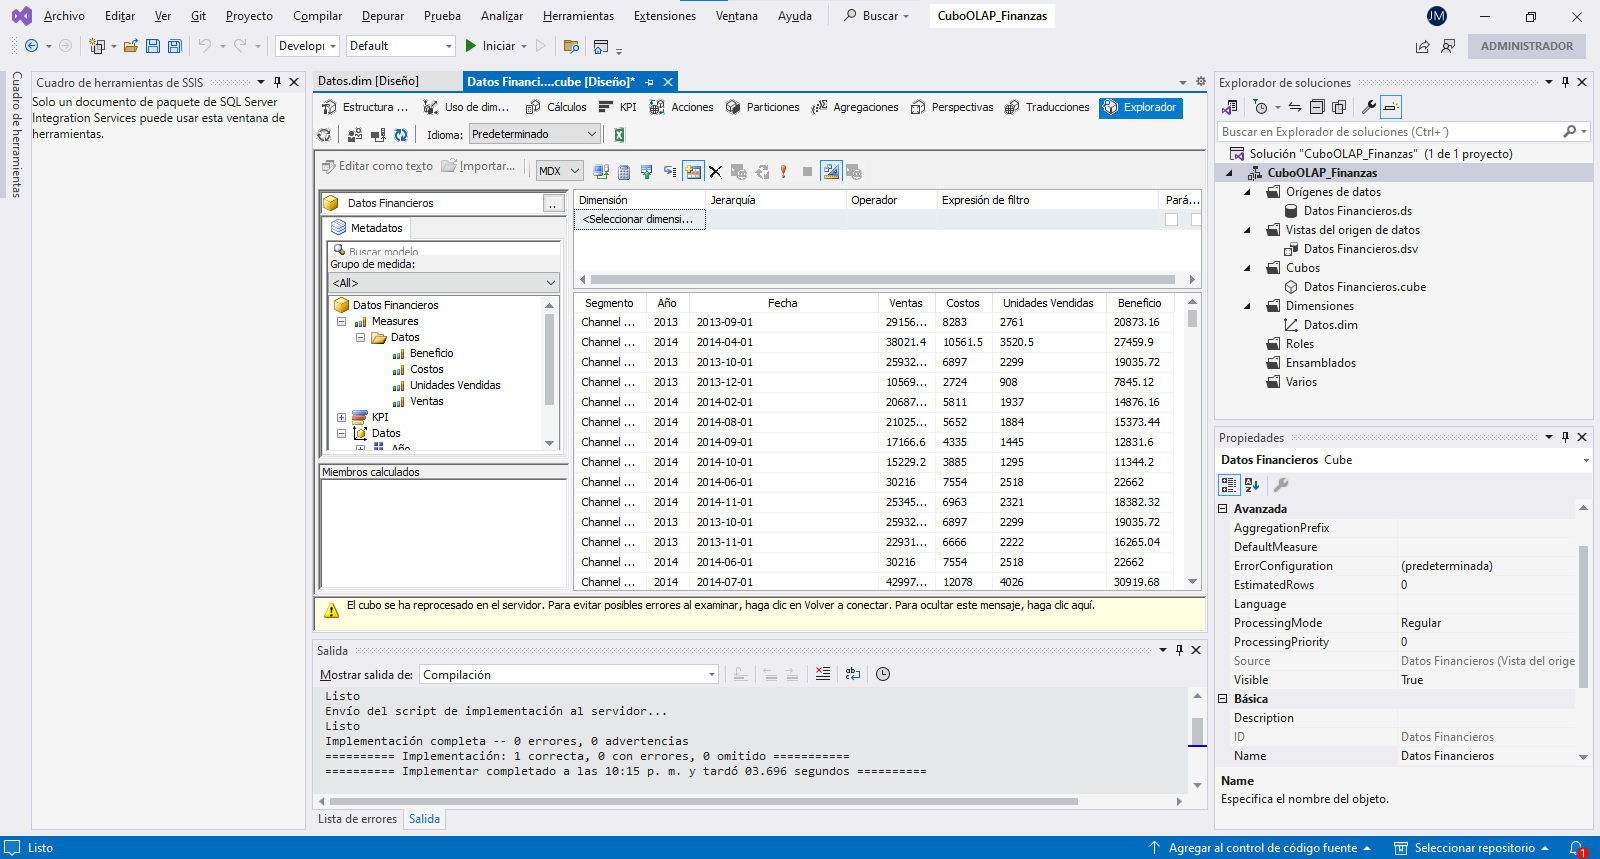 Archivo Editar Ver Git Proyecto Compilar Depurar Prueba Analizar Herramientas Extensiones Ventana Ayuda Buscar CuboOLAP_Finanzas JM
Developi Default Iniciar ADMINISTRADOR
Cuadro de herramientas
Cuadro de herramientas de SSIS
Solo un documento de paquete de SQL Server
Integration Services puede usar esta ventana de
herramientas.
Datos.dim [Diseño] Datos Financi....cube [Diseño]*
Estructura ... Uso de dim... Cálculos KPI Acciones Particiones Agregaciones Perspectivas Traducciones Explorador
Idioma: Predeterminado
Editar como texto Importar... MDX
Datos Financieros ..
Metadatos
Buscar modelo
Grupo de medida:
<All>
Datos Financieros
Measures
Datos
Beneficio
Costos
Unidades Vendidas
Ventas
KPI
Datos
Año
Miembros calculados
Dimensión Jerarquía Operador Expresión de filtro Pará...
<Seleccionar dimensi...
Segmento Año Fecha Ventas Costos Unidades Vendidas Beneficio
Channel ... 2013 2013-09-01 29156... 8283 2761 20873.16
Channel ... 2014 2014-04-01 38021.4 10561.5 3520.5 27459.9
Channel ... 2013 2013-10-01 25932... 6897 2299 19035.72
Channel ... 2013 2013-12-01 10569... 2724 908 7845.12
Channel ... 2014 2014-02-01 20687... 5811 1937 14876.16
Channel ... 2014 2014-08-01 21025... 5652 1884 15373.44
Channel ... 2014 2014-09-01 17166.6 4335 1445 12831.6
Channel ... 2014 2014-10-01 15229.2 3885 1295 11344.2
Channel ... 2014 2014-06-01 30216 7554 2518 22662
Channel ... 2014 2014-11-01 25345... 6963 2321 18382.32
Channel ... 2013 2013-10-01 25932... 6897 2299 19035.72
Channel ... 2013 2013-11-01 22931... 6666 2222 16265.04
Channel ... 2014 2014-06-01 30216 7554 2518 22662
Channel ... 2014 2014-07-01 42997... 12078 4026 30919.68
El cubo se ha reprocesado en el servidor. Para evitar posibles errores al examinar, haga clic en Volver a conectar. Para ocultar este mensaje, haga clic aquí.
Salida
Mostrar salida de: Compilación
Listo
Envío del script de implementación al servidor...
Listo
Implementación completa -- 0 errores, 0 advertencias
========== Implementación: 1 correcta, 0 con errores, 0 omitido ===========
========== Implementar completado a las 10:15 p. m. y tardó 03.696 segundos ==========
Lista de errores Salida
Explorador de soluciones
Buscar en Explorador de soluciones (Ctrl+´)
Solución "CuboOLAP_Finanzas" (1 de 1 proyecto)
CuboOLAP_Finanzas
Orígenes de datos
Datos Financieros.ds
Vistas del origen de datos
Datos Financieros.dsv
Cubos
Datos Financieros.cube
Dimensiones
Datos.dim
Roles
Ensamblados
Varios
Propiedades
Datos Financieros Cube
Avanzada
AggregationPrefix
DefaultMeasure
ErrorConfiguration (predeterminada)
EstimatedRows 0
Language
ProcessingMode Regular
ProcessingPriority 0
Source Datos Financieros (Vista del orige
Visible True
Básica
Description
ID Datos Financieros
Name Datos Financieros
Name
Especifica el nombre del objeto.
Listo Agregar al control de código fuente Seleccionar repositorio 1